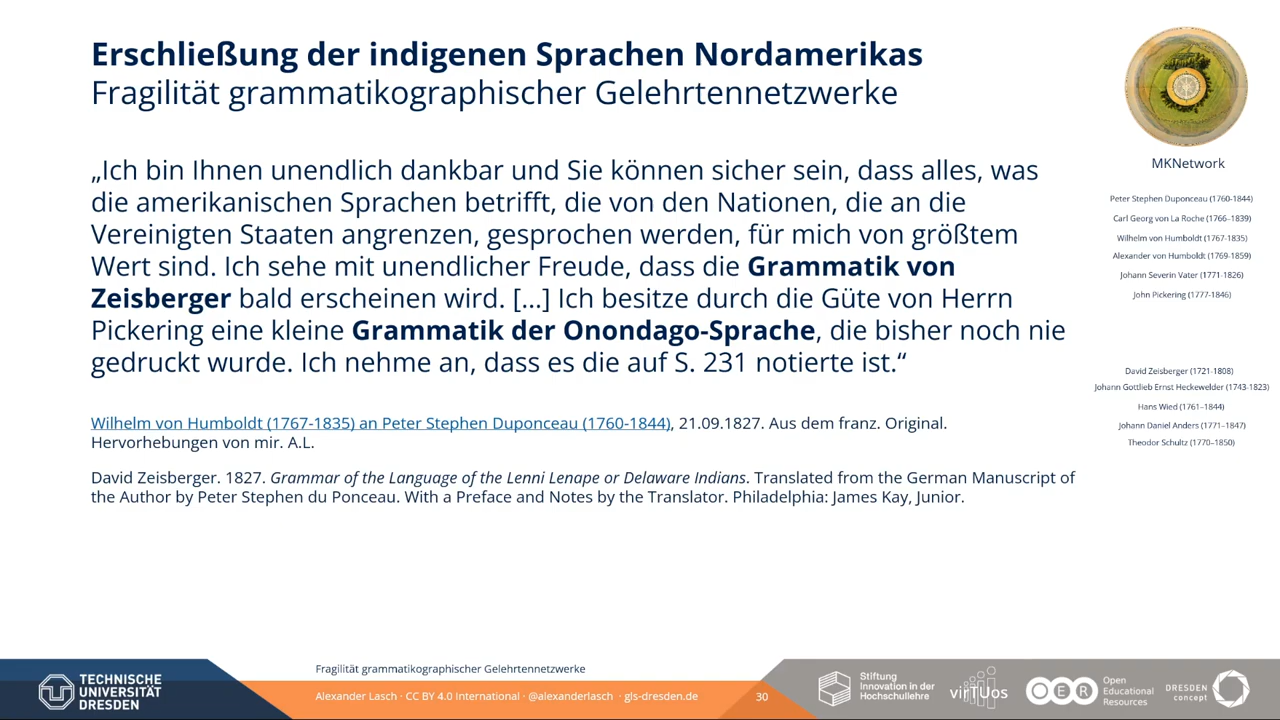 Erschließung der indigenen Sprachen Nordamerikas
Fragilität grammatikographischer Gelehrtennetzwerke
„Ich bin Ihnen unendlich dankbar und Sie können sicher sein, dass alles, was
die amerikanischen Sprachen betrifft, die von den Nationen, die an die
Vereinigten Staaten angrenzen, gesprochen werden, für mich von größtem
Wert sind. Ich sehe mit unendlicher Freude, dass die Grammatik von
Zeisberger bald erscheinen wird. [...] Ich besitze durch die Güte von Herrn
Pickering eine kleine Grammatik der Onondago-Sprache, die bisher noch nie
gedruckt wurde. Ich nehme an, dass es die auf S. 231 notierte ist.“
Wilhelm von Humboldt (1767-1835) an Peter Stephen Duponceau (1760-1844), 21.09.1827. Aus dem franz. Original.
Hervorhebungen von mir. A.L.
David Zeisberger. 1827. Grammar of the Language of the Lenni Lenape or Delaware Indians. Translated from the German Manuscript of
the Author by Peter Stephen du Ponceau. With a Preface and Notes by the Translator. Philadelphia: James Kay, Junior.
MKNetwork
Peter Stephen Duponceau (1760-1844)
Carl Georg von La Roche (1766–1839)
Wilhelm von Humboldt (1767-1835)
Alexander von Humboldt (1769-1859)
Johann Severin Vater (1771-1826)
John Pickering (1777-1846)
David Zeisberger (1721-1808)
Johann Gottlieb Ernst Heckewelder (1743-1823)
Hans Wied (1761–1844)
Johann Daniel Anders (1771–1847)
Theodor Schultz (1770–1850)
TECHNISCHE
UNIVERSITÄT
DRESDEN
Fragilität grammatikographischer Gelehrtennetzwerke
Alexander Lasch · CC BY 4.0 International · @alexanderlasch · gls-dresden.de
30
Stiftung
Innovation in der
Hochschullehre
virTUos
OER
Open
Educational
Resources
DRESDEN
concept